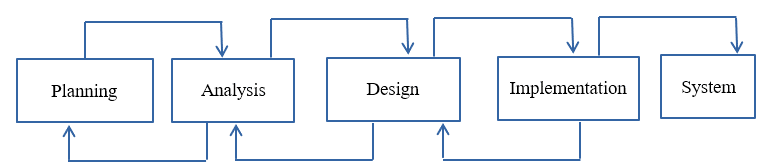 Planning
Analysis
Design
Implementation
System